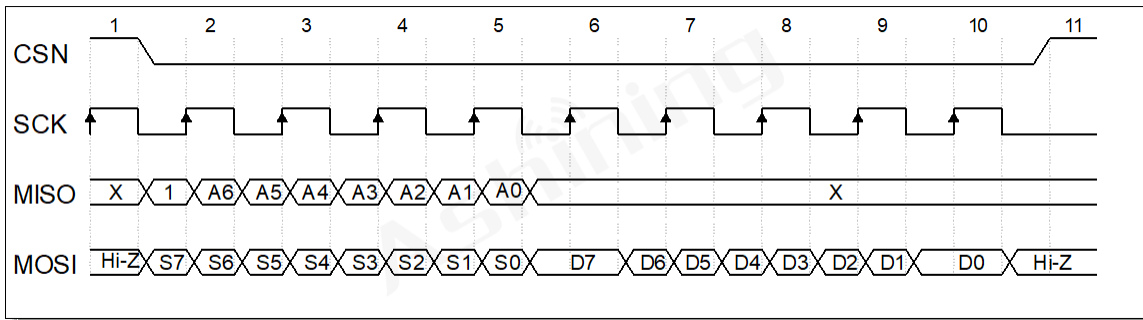 1 2 3 4 5 6 7 8 9 10 11
CSN
SCK
MISO X 1 A6 A5 A4 A3 A2 A1 A0 X
MOSI Hi-Z S7 S6 S5 S4 S3 S2 S1 S0 D7 D6 D5 D4 D3 D2 D1 D0 Hi-Z
Ashining